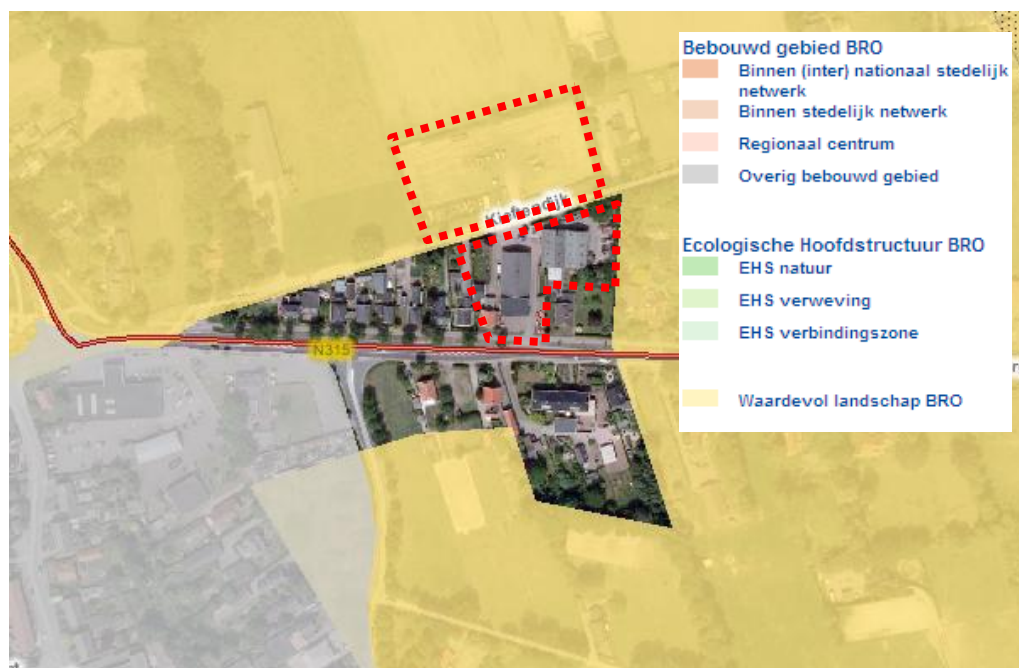 Bebouwd gebied BRO
Binnen (inter) nationaal stedelijk
netwerk
Binnen stedelijk netwerk
Regionaal centrum
Overig bebouwd gebied
Ecologische Hoofdstructuur BRO
EHS natuur
EHS verweving
EHS verbindingszone
Waardevol landschap BRO
N315